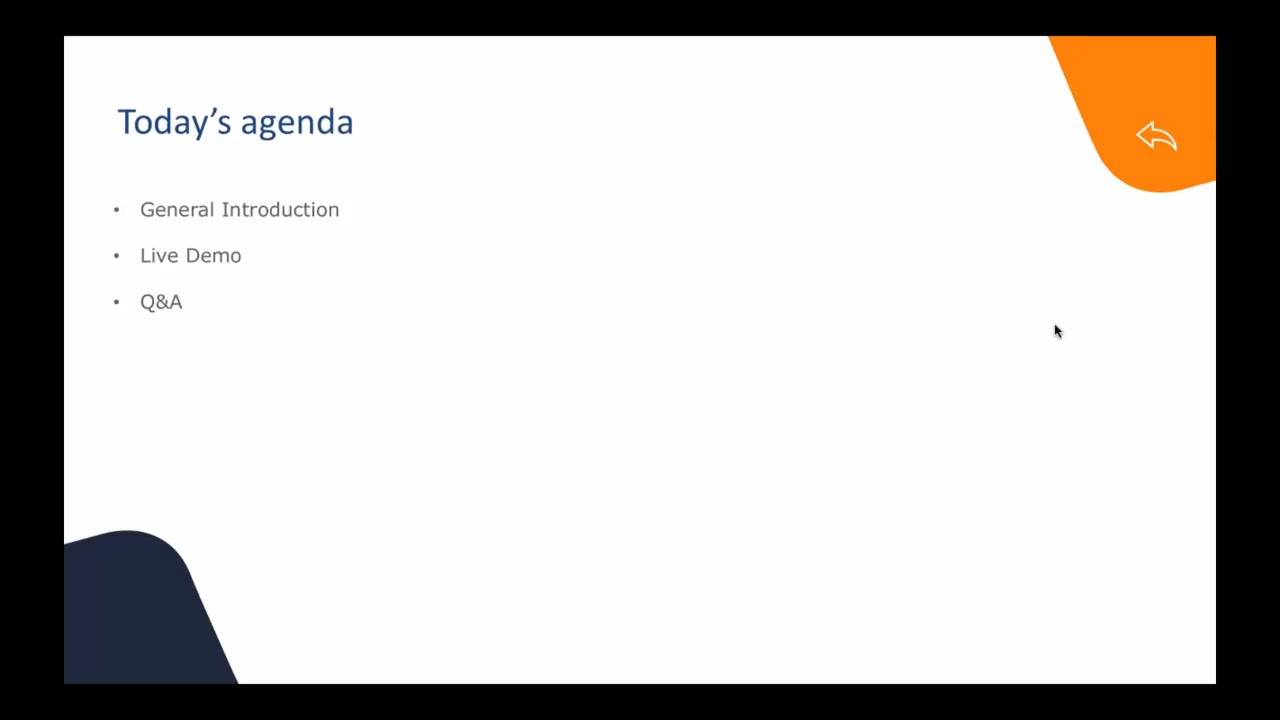 Today’s agenda
• General Introduction
• Live Demo
• Q&A